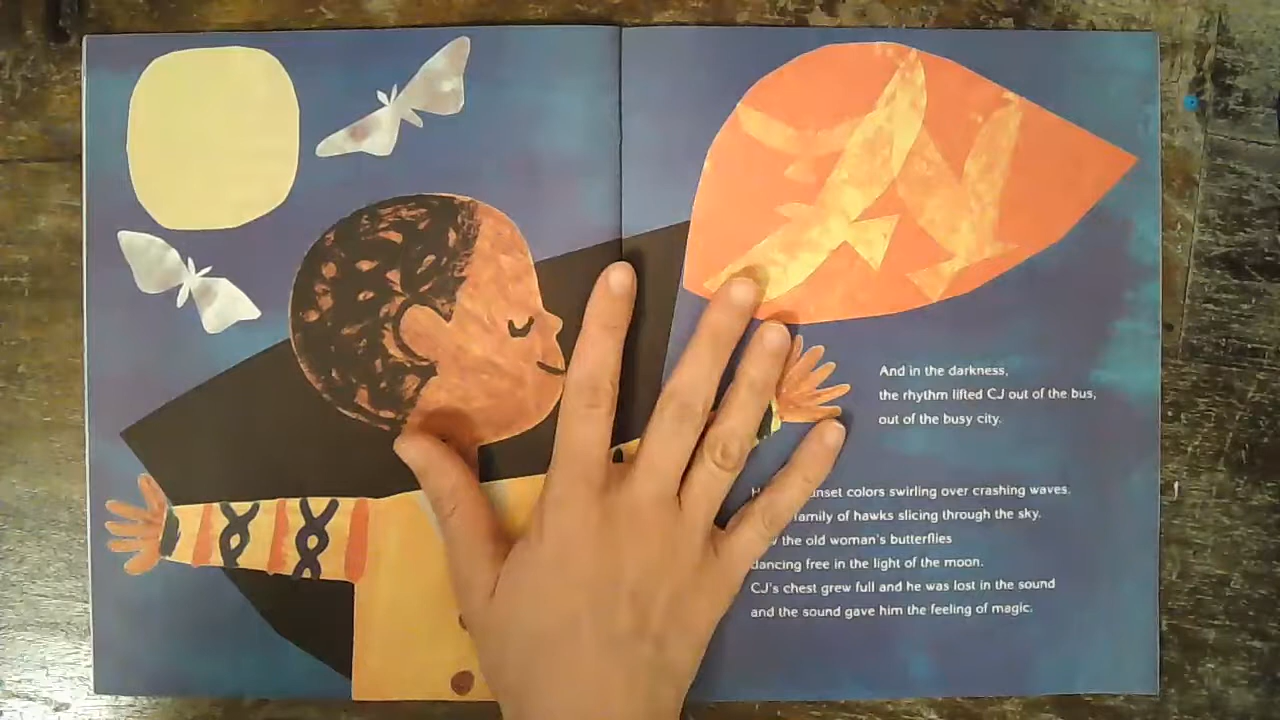 And in the darkness,
the rhythm lifted CJ out of the bus,
out of the busy city.
colors swirling over crashing waves.
family of hawks slicing through the sky.
the old woman's butterflies
dancing free in the light of the moon.
CJ's chest grew full and he was lost in the sound
and the sound gave him the feeling of magic.